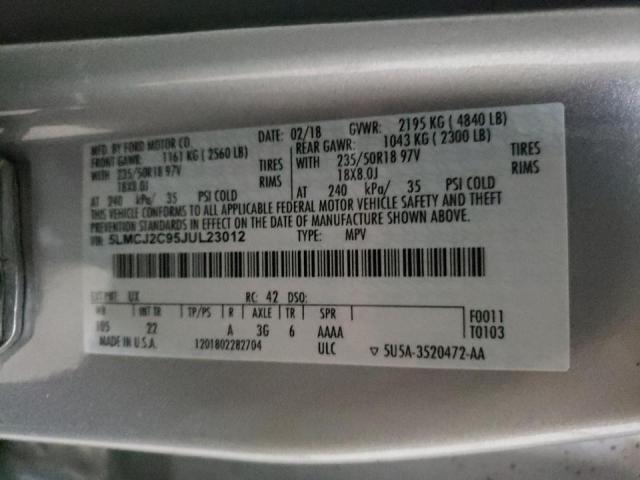 MFD. BY FORD MOTOR CO. DATE: 02/18 GVWR: 2195 KG ( 4840 LB)
FRONT GAWR: 1161 KG ( 2560 LB) REAR GAWR: 1043 KG ( 2300 LB)
WITH 235/50R18 97V TIRES WITH 235/50R18 97V TIRES
18X8.0J RIMS 18X8.0J RIMS
AT 240 kPa/ 35 PSI COLD AT 240 kPa/ 35 PSI COLD
THIS VEHICLE CONFORMS TO ALL APPLICABLE FEDERAL MOTOR VEHICLE SAFETY AND THEFT
PREVENTION STANDARDS IN EFFECT ON THE DATE OF MANUFACTURE SHOWN ABOVE.
VIN: 5LMCJ2C95JUL23012 TYPE: MPV
EXT PNT: UX RC: 42 DSO:
WB INT TR TP/PS R AXLE TR SPR F0011
105 22 A 3G 6 AAAA T0103
MADE IN U.S.A. 1201802282704 ULC ▽ 5U5A-3520472-AA